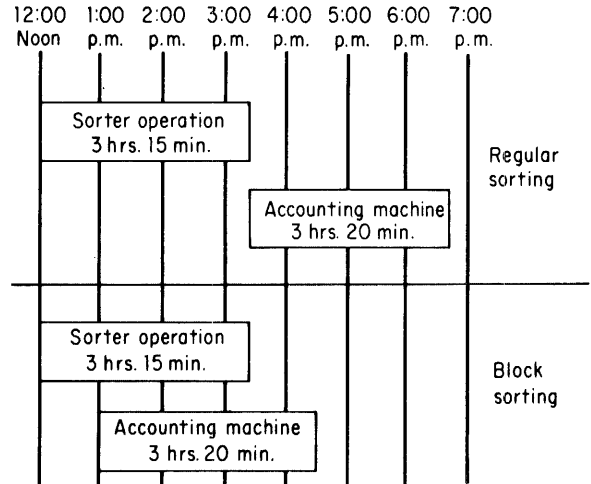 12:00 1:00 2:00 3:00 4:00 5:00 6:00 7:00
Noon p.m. p.m. p.m. p.m. p.m. p.m. p.m.
Sorter operation
3 hrs. 15 min.
Regular
sorting
Accounting machine
3 hrs. 20 min.
Sorter operation
3 hrs. 15 min.
Block
sorting
Accounting machine
3 hrs. 20 min.